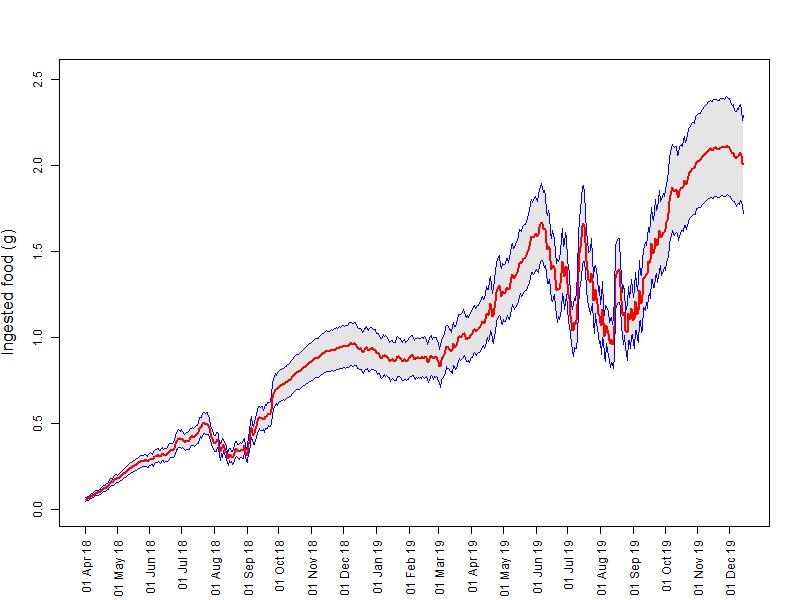 Ingested food (g)
2.5
2.0
1.5
1.0
0.5
0.0
01 Apr 18
01 May 18
01 Jun 18
01 Jul 18
01 Aug 18
01 Sep 18
01 Oct 18
01 Nov 18
01 Dec 18
01 Jan 19
01 Feb 19
01 Mar 19
01 Apr 19
01 May 19
01 Jun 19
01 Jul 19
01 Aug 19
01 Sep 19
01 Oct 19
01 Nov 19
01 Dec 19